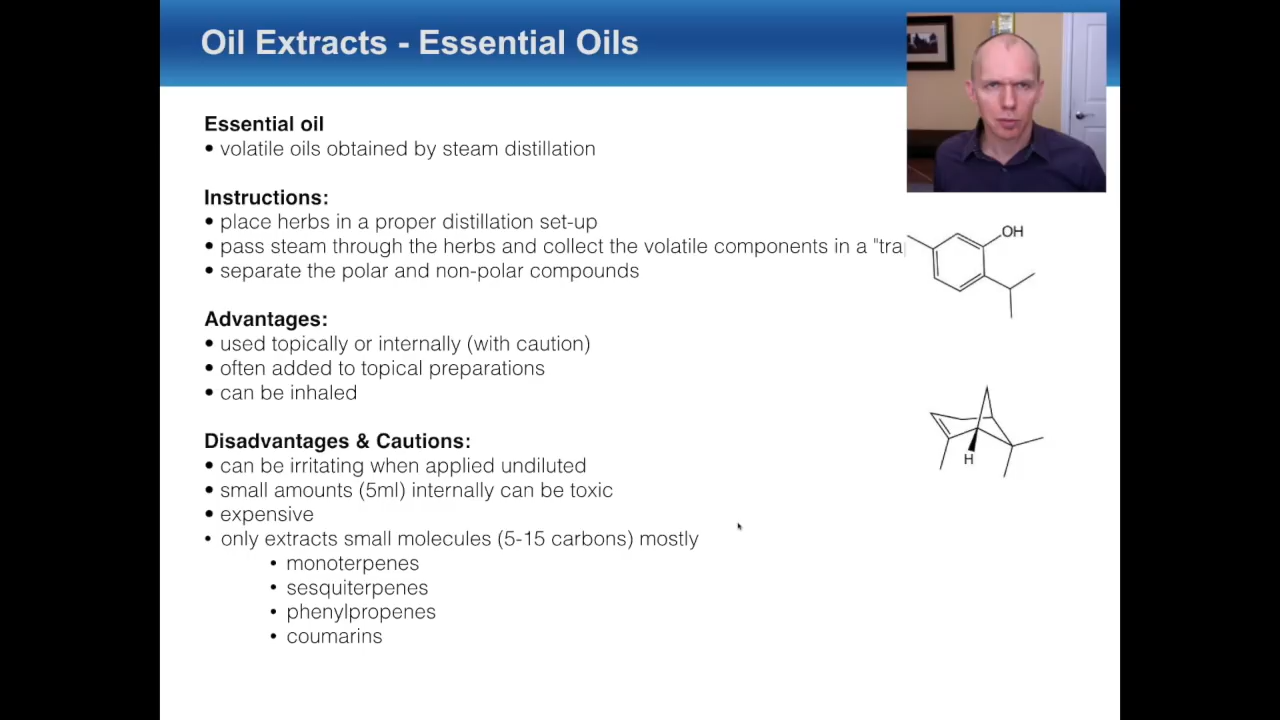 Oil Extracts - Essential Oils
Essential oil
• volatile oils obtained by steam distillation
Instructions:
• place herbs in a proper distillation set-up
• pass steam through the herbs and collect the volatile components in a "tra
• separate the polar and non-polar compounds
Advantages:
• used topically or internally (with caution)
• often added to topical preparations
• can be inhaled
Disadvantages & Cautions:
• can be irritating when applied undiluted
• small amounts (5ml) internally can be toxic
• expensive
• only extracts small molecules (5-15 carbons) mostly
• monoterpenes
• sesquiterpenes
• phenylpropenes
• coumarins
OH
H